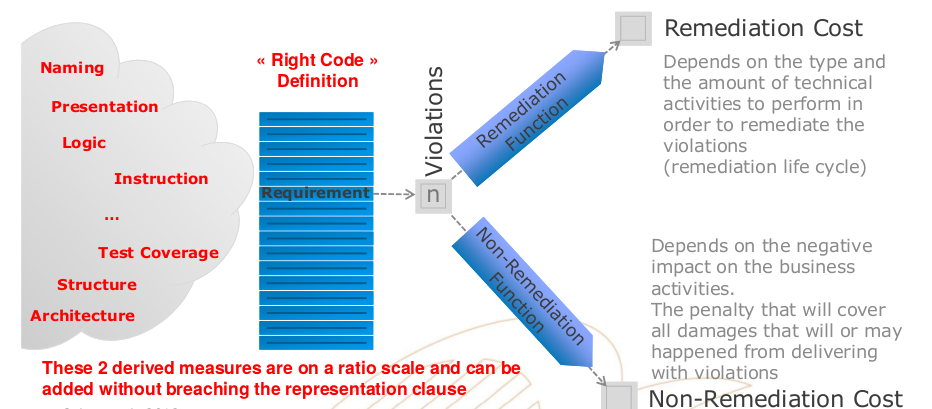 Naming
Presentation
Logic
Instruction
...
Test Coverage
Structure
Architecture
« Right Code »
Definition
Requirement
Violations
n
Remediation
Function
Non-Remediation
Function
Remediation Cost
Depends on the type and
the amount of technical
activities to perform in
order to remediate the
violations
(remediation life cycle)
Depends on the negative
impact on the business
activities.
The penalty that will cover
all damages that will or may
happened from delivering
with violations
Non-Remediation Cost
These 2 derived measures are on a ratio scale and can be
added without breaching the representation clause